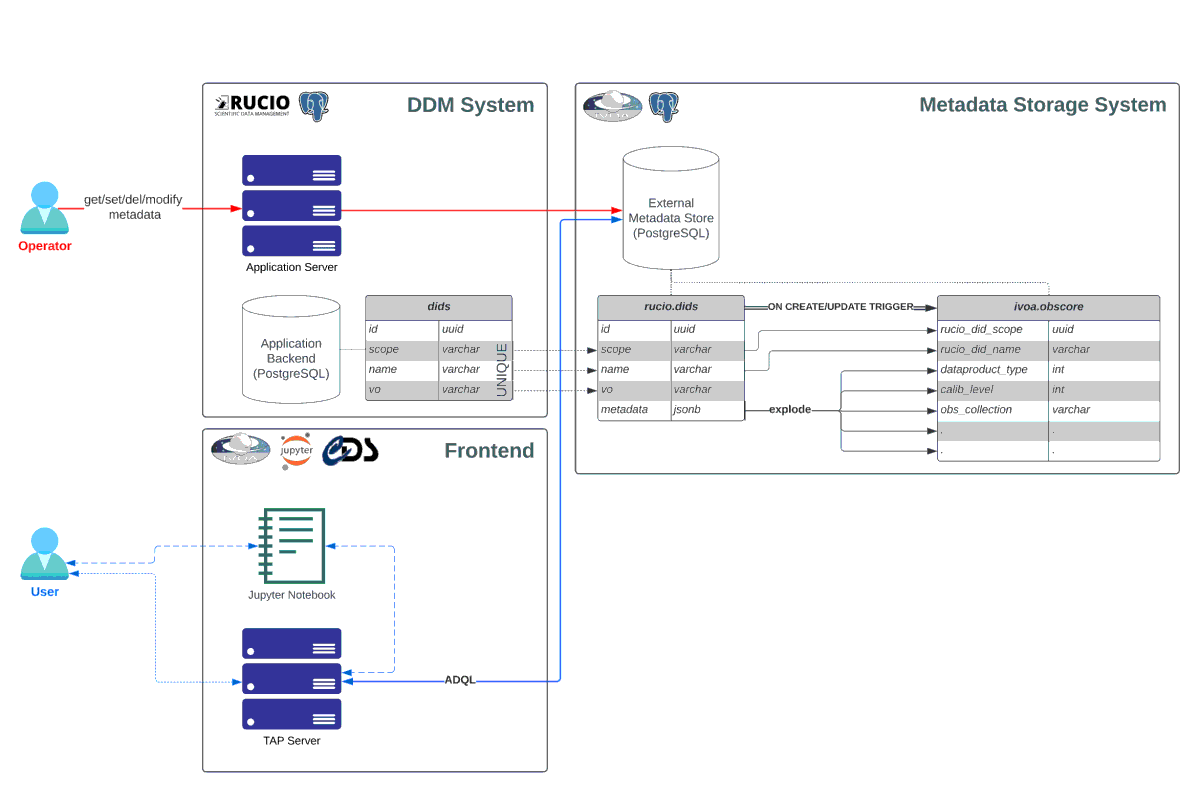 RUCIO
SCIENTIFIC DATA MANAGEMENT
DDM System
get/set/del/modify
metadata
Operator
Application Server
Application
Backend
(PostgreSQL)
dids
id uuid
scope varchar
name varchar
vo varchar
UNIQUE
IVOA
Metadata Storage System
External
Metadata Store
(PostgreSQL)
rucio.dids
id uuid
scope varchar
name varchar
vo varchar
metadata jsonb
ON CREATE/UPDATE TRIGGER
explode
ivoa.obscore
rucio_did_scope uuid
rucio_did_name varchar
dataproduct_type int
calib_level int
obs_collection varchar
. .
. .
IVOA
jupyter
CDS
Frontend
User
Jupyter Notebook
ADQL
TAP Server